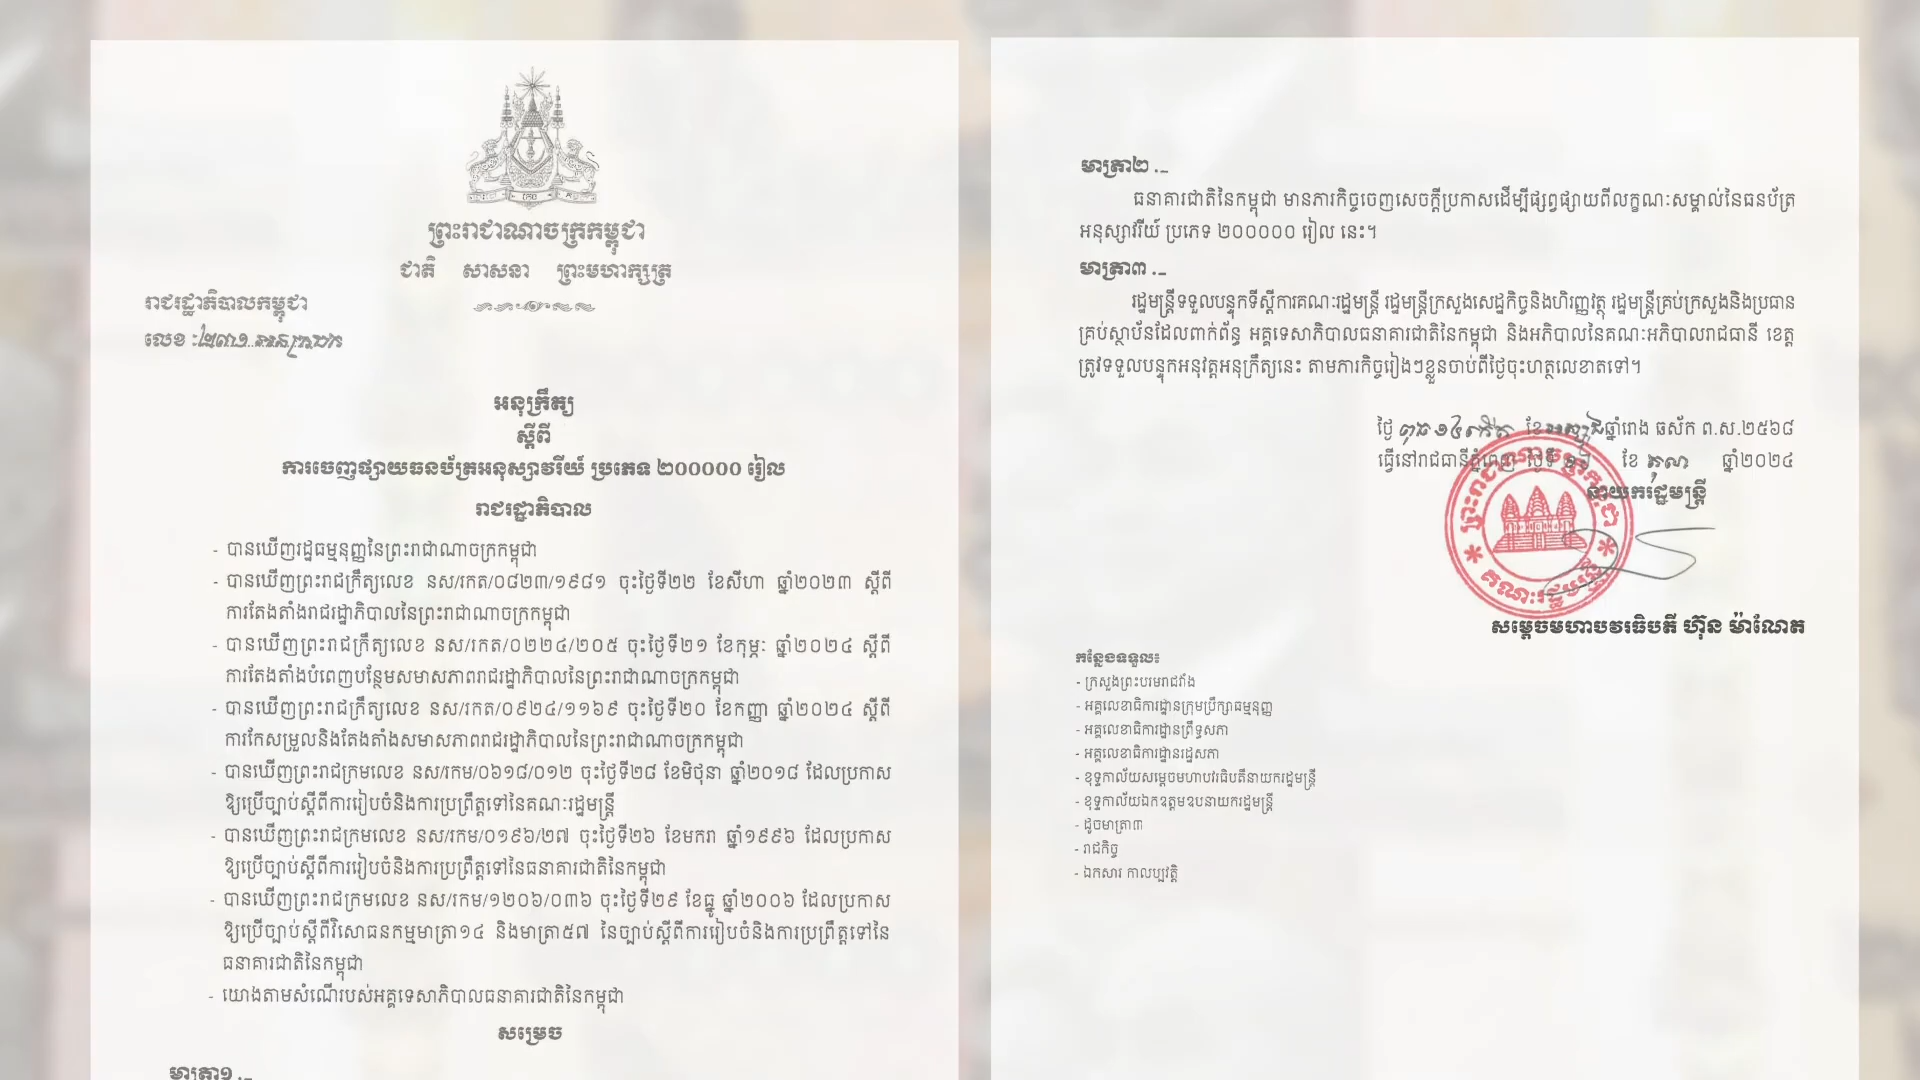 ព្រះរាជាណាចក្រកម្ពុជា
ជាតិ សាសនា ព្រះមហាក្សត្រ
រាជរដ្ឋាភិបាលកម្ពុជា
លេខ :២៣១.អនក្រ.បក
អនុក្រឹត្យ
ស្តីពី
ការចេញផ្សាយធនប័ត្រអនុស្សាវរីយ៍ ប្រភេទ ២០០០០០ រៀល
រាជរដ្ឋាភិបាល
- បានឃើញរដ្ឋធម្មនុញ្ញនៃព្រះរាជាណាចក្រកម្ពុជា
- បានឃើញព្រះរាជក្រឹត្យលេខ នស/រកត/០៨២៣/១៩៨១ ចុះថ្ងៃទី២២ ខែសីហា ឆ្នាំ២០២៣ ស្តីពី
ការតែងតាំងរាជរដ្ឋាភិបាលនៃព្រះរាជាណាចក្រកម្ពុជា
- បានឃើញព្រះរាជក្រឹត្យលេខ នស/រកត/០២២៤/២០៥ ចុះថ្ងៃទី២១ ខែកុម្ភៈ ឆ្នាំ២០២៤ ស្តីពី
ការតែងតាំងបំពេញបន្ថែមសមាសភាពរាជរដ្ឋាភិបាលនៃព្រះរាជាណាចក្រកម្ពុជា
- បានឃើញព្រះរាជក្រឹត្យលេខ នស/រកត/០៩២៤/១១៦៩ ចុះថ្ងៃទី២០ ខែកញ្ញា ឆ្នាំ២០២៤ ស្តីពី
ការកែសម្រួលនិងតែងតាំងសមាសភាពរាជរដ្ឋាភិបាលនៃព្រះរាជាណាចក្រកម្ពុជា
- បានឃើញព្រះរាជក្រមលេខ នស/រកម/០៦១៨/០១២ ចុះថ្ងៃទី២៨ ខែមិថុនា ឆ្នាំ២០១៨ ដែលប្រកាស
ឱ្យប្រើច្បាប់ស្តីពីការរៀបចំនិងការប្រព្រឹត្តទៅនៃគណៈរដ្ឋមន្ត្រី
- បានឃើញព្រះរាជក្រមលេខ នស/រកម/០១៩៦/២៧ ចុះថ្ងៃទី២៦ ខែមករា ឆ្នាំ១៩៩៦ ដែលប្រកាស
ឱ្យប្រើច្បាប់ស្តីពីការរៀបចំនិងការប្រព្រឹត្តទៅនៃធនាគារជាតិនៃកម្ពុជា
- បានឃើញព្រះរាជក្រមលេខ នស/រកម/១២០៦/០៣៦ ចុះថ្ងៃទី២៩ ខែធ្នូ ឆ្នាំ២០០៦ ដែលប្រកាស
ឱ្យប្រើច្បាប់ស្តីពីវិសោធនកម្មមាត្រា១៤ និងមាត្រា៥៧ នៃច្បាប់ស្តីពីការរៀបចំនិងការប្រព្រឹត្តទៅនៃ
ធនាគារជាតិនៃកម្ពុជា
- យោងតាមសំណើរបស់អគ្គទេសាភិបាលធនាគារជាតិនៃកម្ពុជា
សម្រេច
មាត្រា១ ._
មាត្រា២ ._
ធនាគារជាតិនៃកម្ពុជា មានភារកិច្ចចេញសេចក្តីប្រកាសដើម្បីផ្សព្វផ្សាយពីលក្ខណៈសម្គាល់នៃធនប័ត្រ
អនុស្សាវរីយ៍ ប្រភេទ ២០០០០០ រៀល នេះ។
មាត្រា៣ ._
រដ្ឋមន្ត្រីទទួលបន្ទុកទីស្តីការគណៈរដ្ឋមន្ត្រី រដ្ឋមន្ត្រីក្រសួងសេដ្ឋកិច្ចនិងហិរញ្ញវត្ថុ រដ្ឋមន្ត្រីគ្រប់ក្រសួងនិងប្រធាន
គ្រប់ស្ថាប័នដែលពាក់ព័ន្ធ អគ្គទេសាភិបាលធនាគារជាតិនៃកម្ពុជា និងអភិបាលនៃគណៈអភិបាលរាជធានី ខេត្ត
ត្រូវទទួលបន្ទុកអនុវត្តអនុក្រឹត្យនេះ តាមភារកិច្ចរៀងៗខ្លួនចាប់ពីថ្ងៃចុះហត្ថលេខាតទៅ។
ថ្ងៃ ពុធ ១៤កើត ខែអស្សុជ ឆ្នាំរោង ឆស័ក ព.ស.២៥៦៨
ធ្វើនៅរាជធានីភ្នំពេញ ថ្ងៃទី ១៦ ខែ តុលា ឆ្នាំ២០២៤
នាយករដ្ឋមន្ត្រី
ព្រះរាជាណាចក្រកម្ពុជា
គណៈរដ្ឋមន្ត្រី
សម្តេចមហាបវរធិបតី ហ៊ុន ម៉ាណែត
កន្លែងទទួល៖
- ក្រសួងព្រះបរមរាជវាំង
- អគ្គលេខាធិការដ្ឋានក្រុមប្រឹក្សាធម្មនុញ្ញ
- អគ្គលេខាធិការដ្ឋានព្រឹទ្ធសភា
- អគ្គលេខាធិការដ្ឋានរដ្ឋសភា
- ខុទ្ទកាល័យសម្តេចមហាបវរធិបតីនាយករដ្ឋមន្ត្រី
- ខុទ្ទកាល័យឯកឧត្តមឧបនាយករដ្ឋមន្ត្រី
- ដូចមាត្រា៣
- រាជកិច្ច
- ឯកសារ កាលប្បវត្តិ